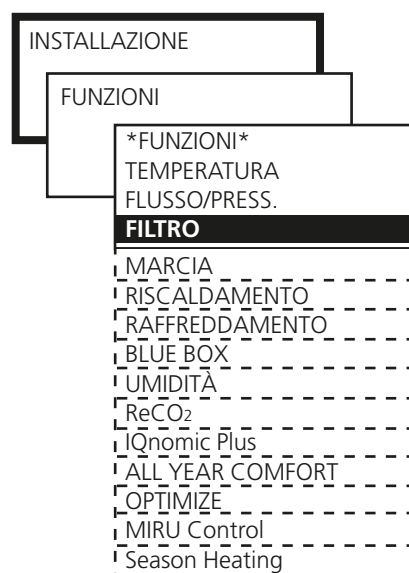 INSTALLAZIONE
FUNZIONI
*FUNZIONI*
TEMPERATURA
FLUSSO/PRESS.
FILTRO
MARCIA
RISCALDAMENTO
RAFFREDDAMENTO
BLUE BOX
UMIDITÀ
ReCO₂
IQnomic Plus
ALL YEAR COMFORT
OPTIMIZE
MIRU Control
Season Heating